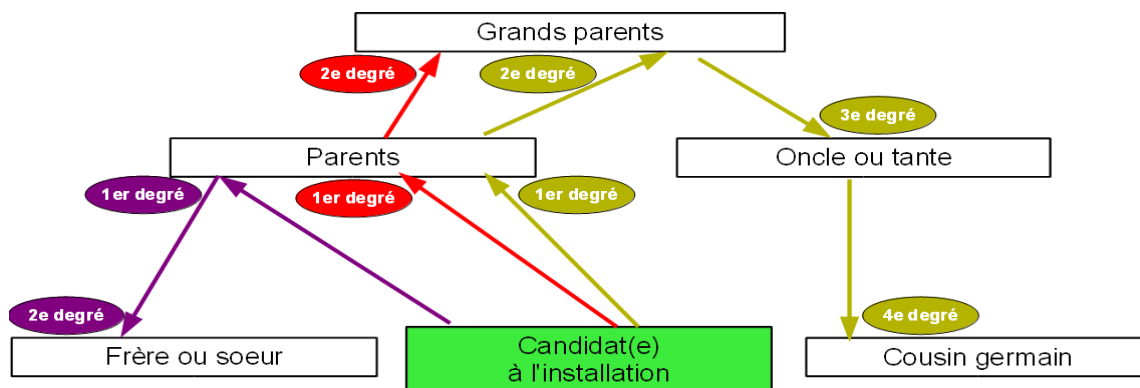 Grands parents
2e degré
2e degré
3e degré
Parents
Oncle ou tante
1er degré
1er degré
1er degré
2e degré
4e degré
Frère ou soeur
Candidat(e)
à l'installation
Cousin germain